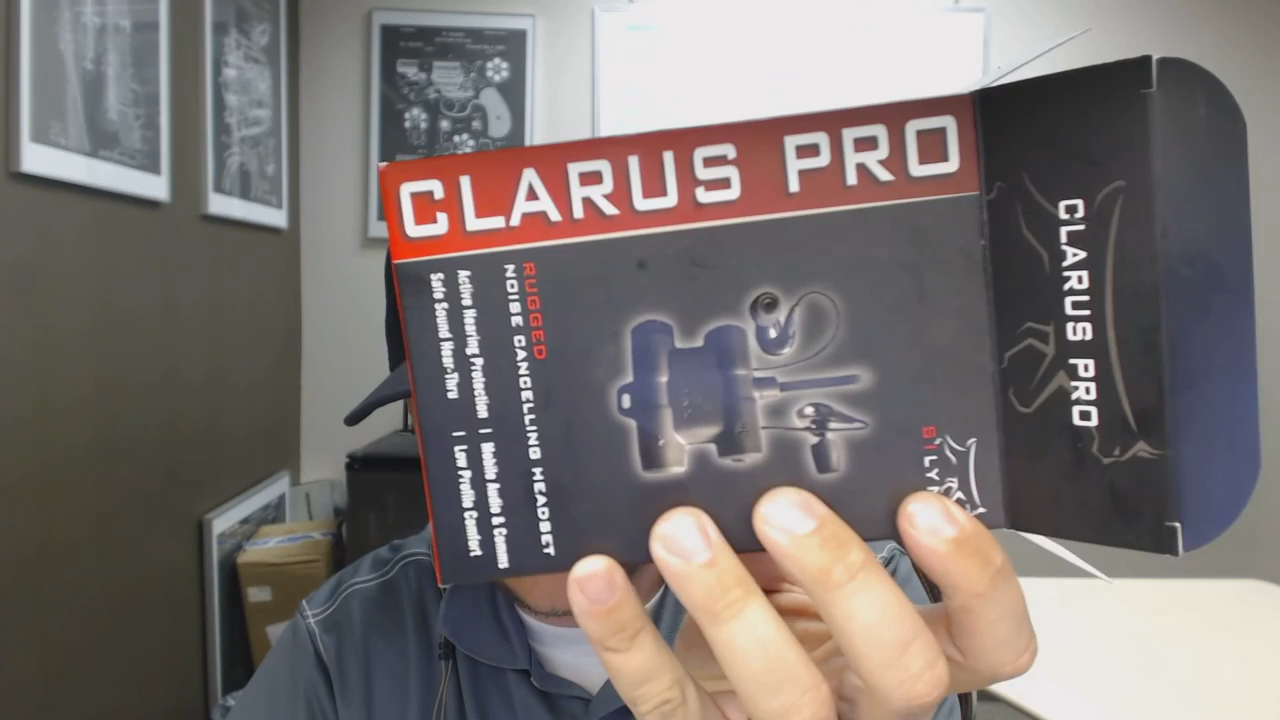 CLARUS PRO
RUGGED
NOISE CANCELLING HEADSET
Active Hearing Protection | Mobile Audio & Comms
Safe Sound Hear-Thru | Low Profile Comfort
CLARUS PRO